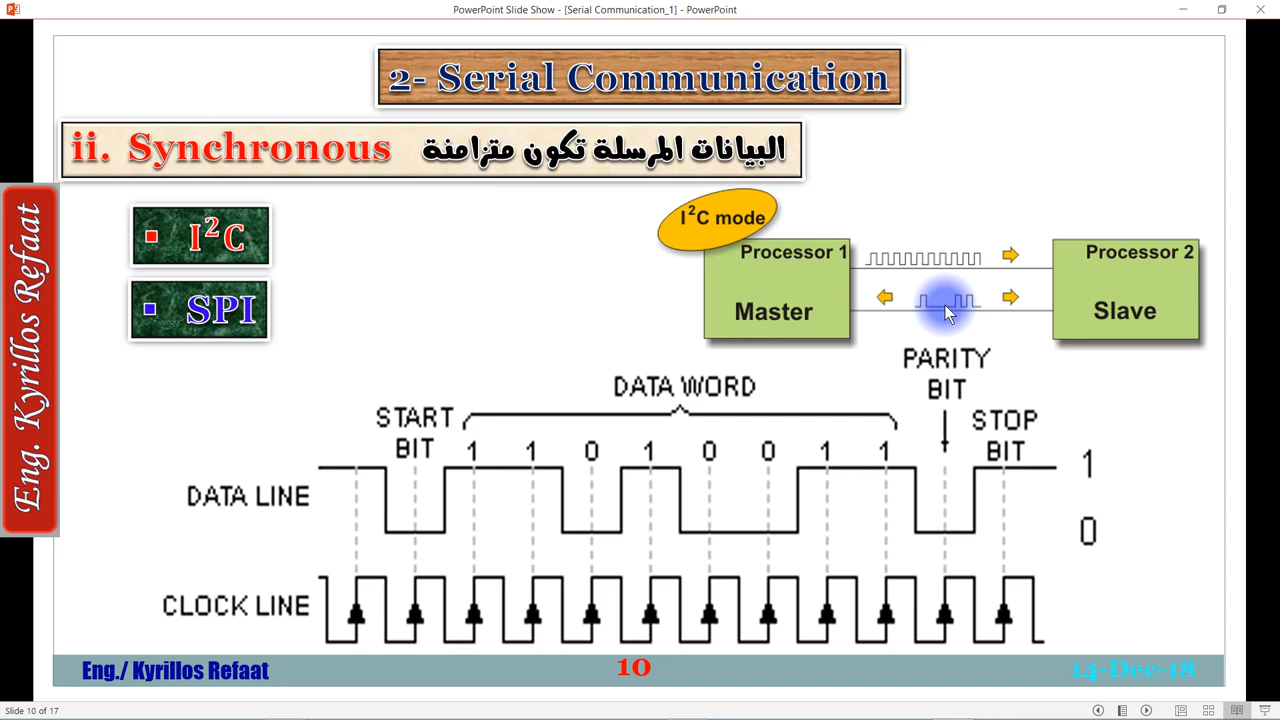 PowerPoint Slide Show - [Serial Communication_1] - PowerPoint
2- Serial Communication
ii. Synchronous البيانات المرسلة تكون متزامنة
Eng. Kyrillos Refaat
▪ I²C
▪ SPI
I²C mode
Processor 1
Master
Processor 2
Slave
PARITY
BIT
DATA WORD
START
BIT
STOP
BIT
1 1 0 1 0 0 1 1
DATA LINE
1
0
CLOCK LINE
Eng./ Kyrillos Refaat
10
14-Dec-18
Slide 10 of 17